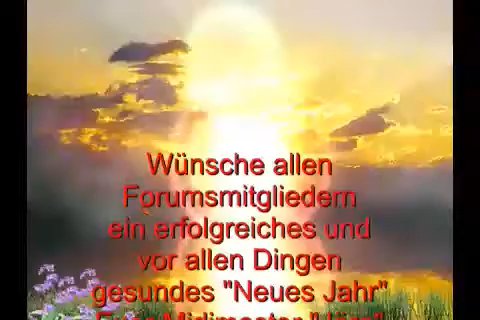 Wünsche allen
Forumsmitgliedern
ein erfolgreiches und
vor allen Dingen
gesundes "Neues Jahr"